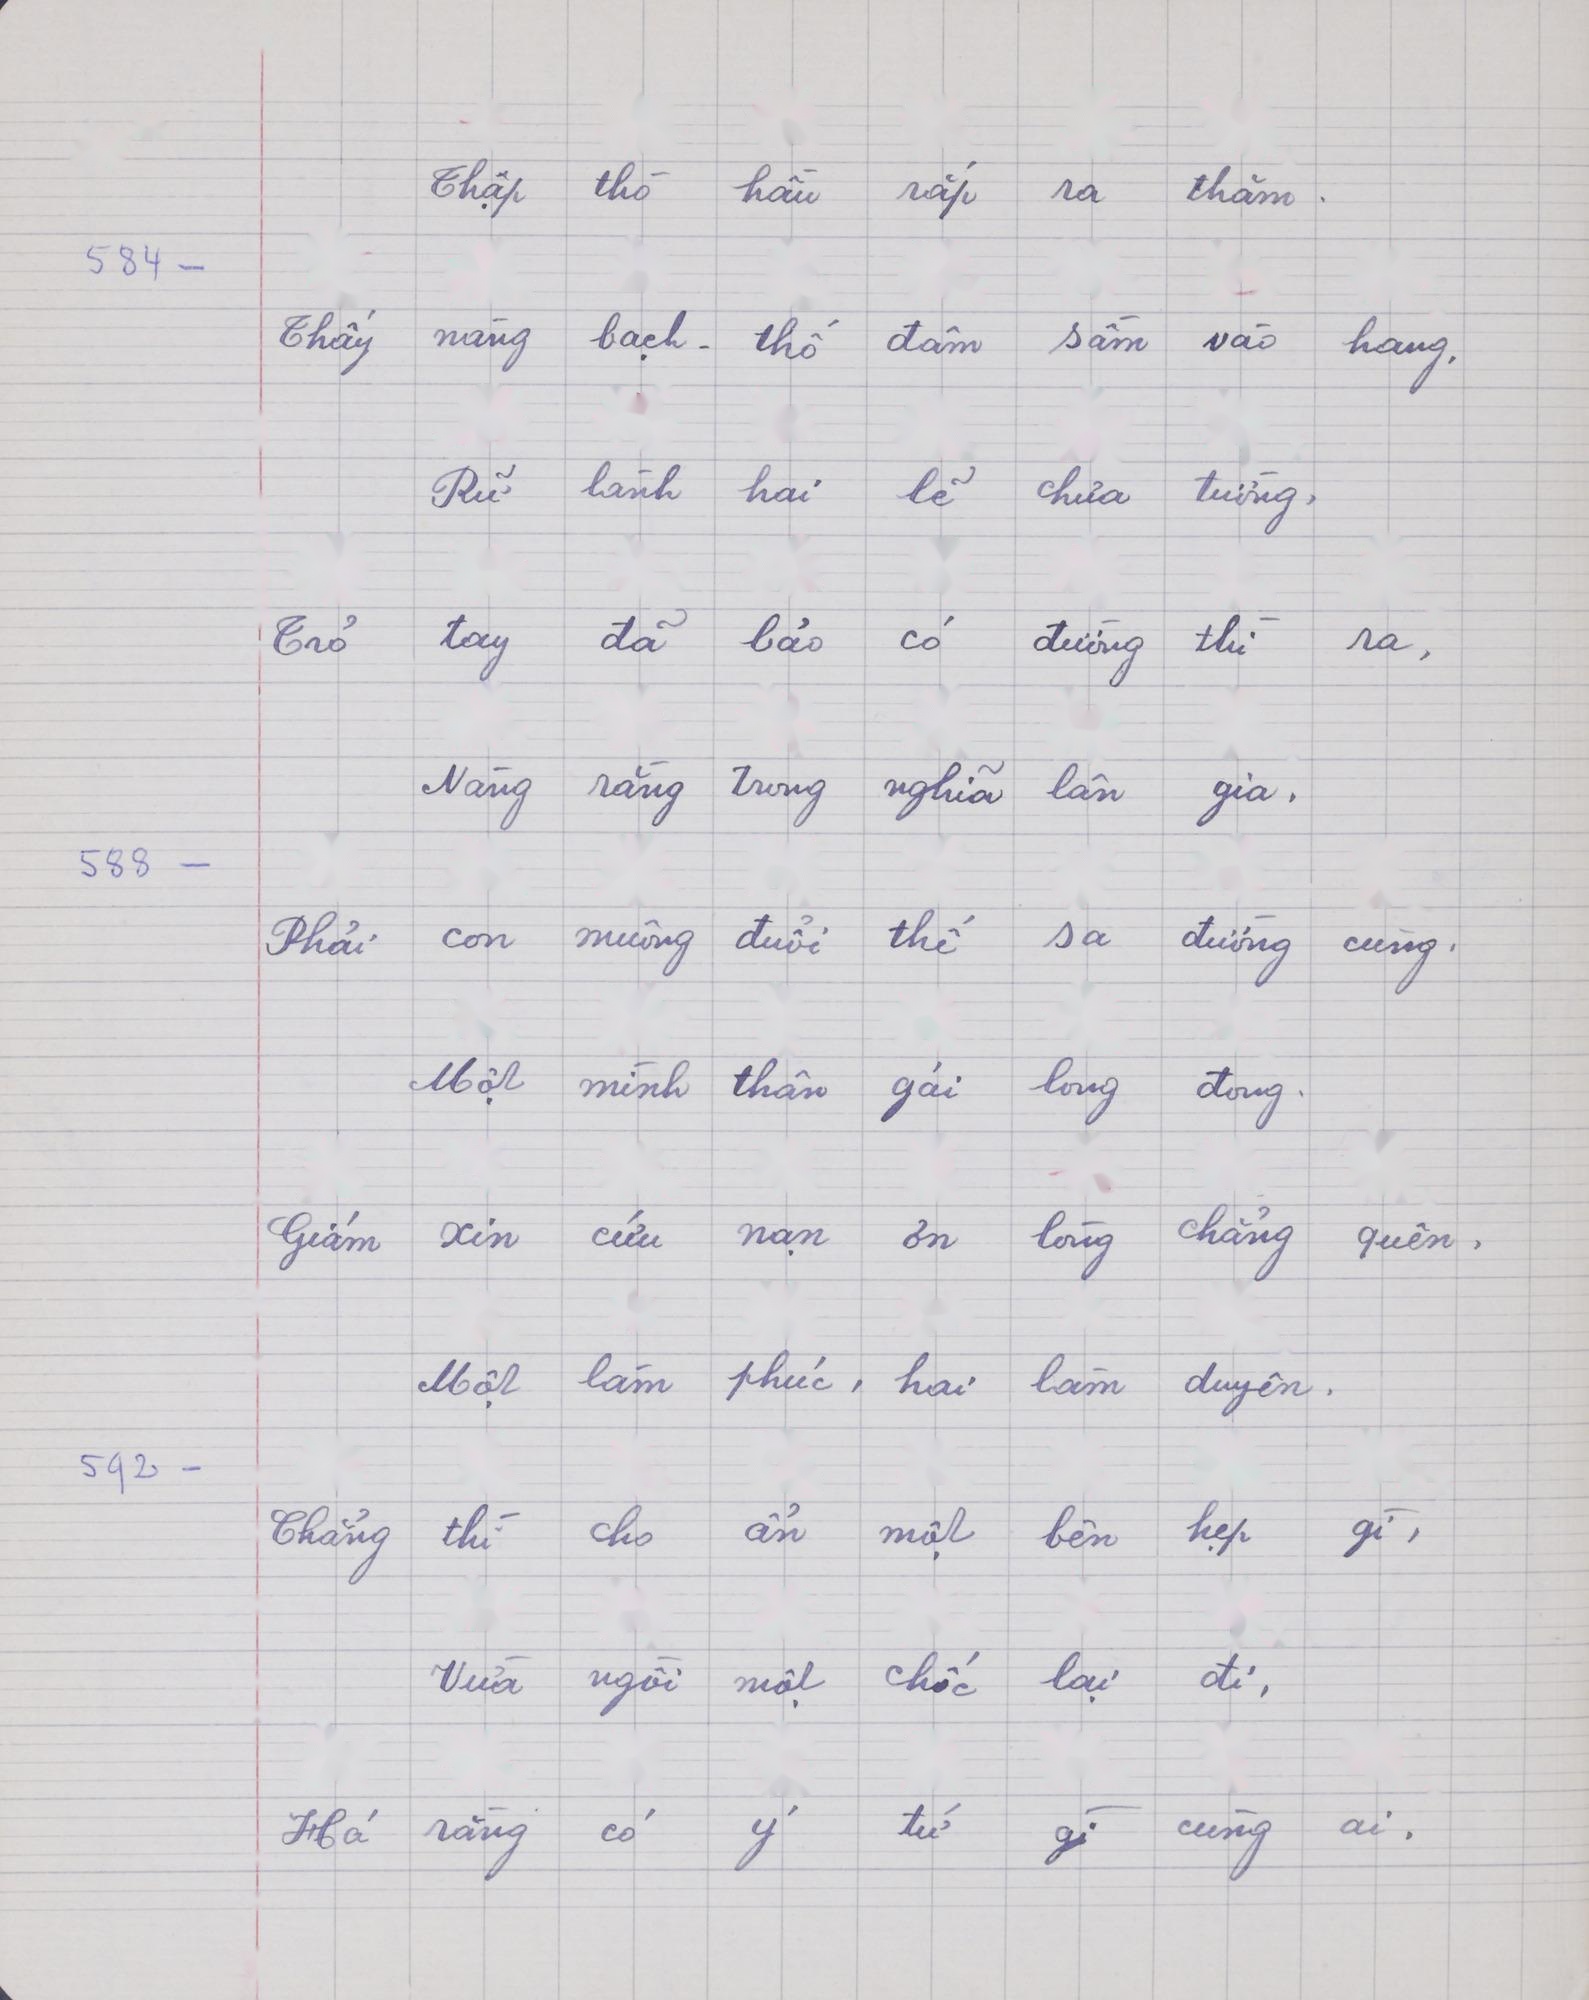 Thập thò hầu rắp ra thăm.
584 –
Thấy nàng bạch-thố đâm sầm vào hang,
Rữ lành hai lẽ chửa tường,
Trỏ tay đã bảo có đường thì ra,
Nàng rằng trong nghĩa lân gia,
588 –
Phải con muông đuổi thế sa đường cùng.
Một mình thân gái long đong.
Giám xin cứu nạn ơn lòng chẳng quên,
Một làm phúc, hai làm duyên.
592 –
Thẳng thì cho ẩn một bên hẹp gì,
Vừa ngồi một chốc lại đi,
Há rằng có ý tứ gì cùng ai.